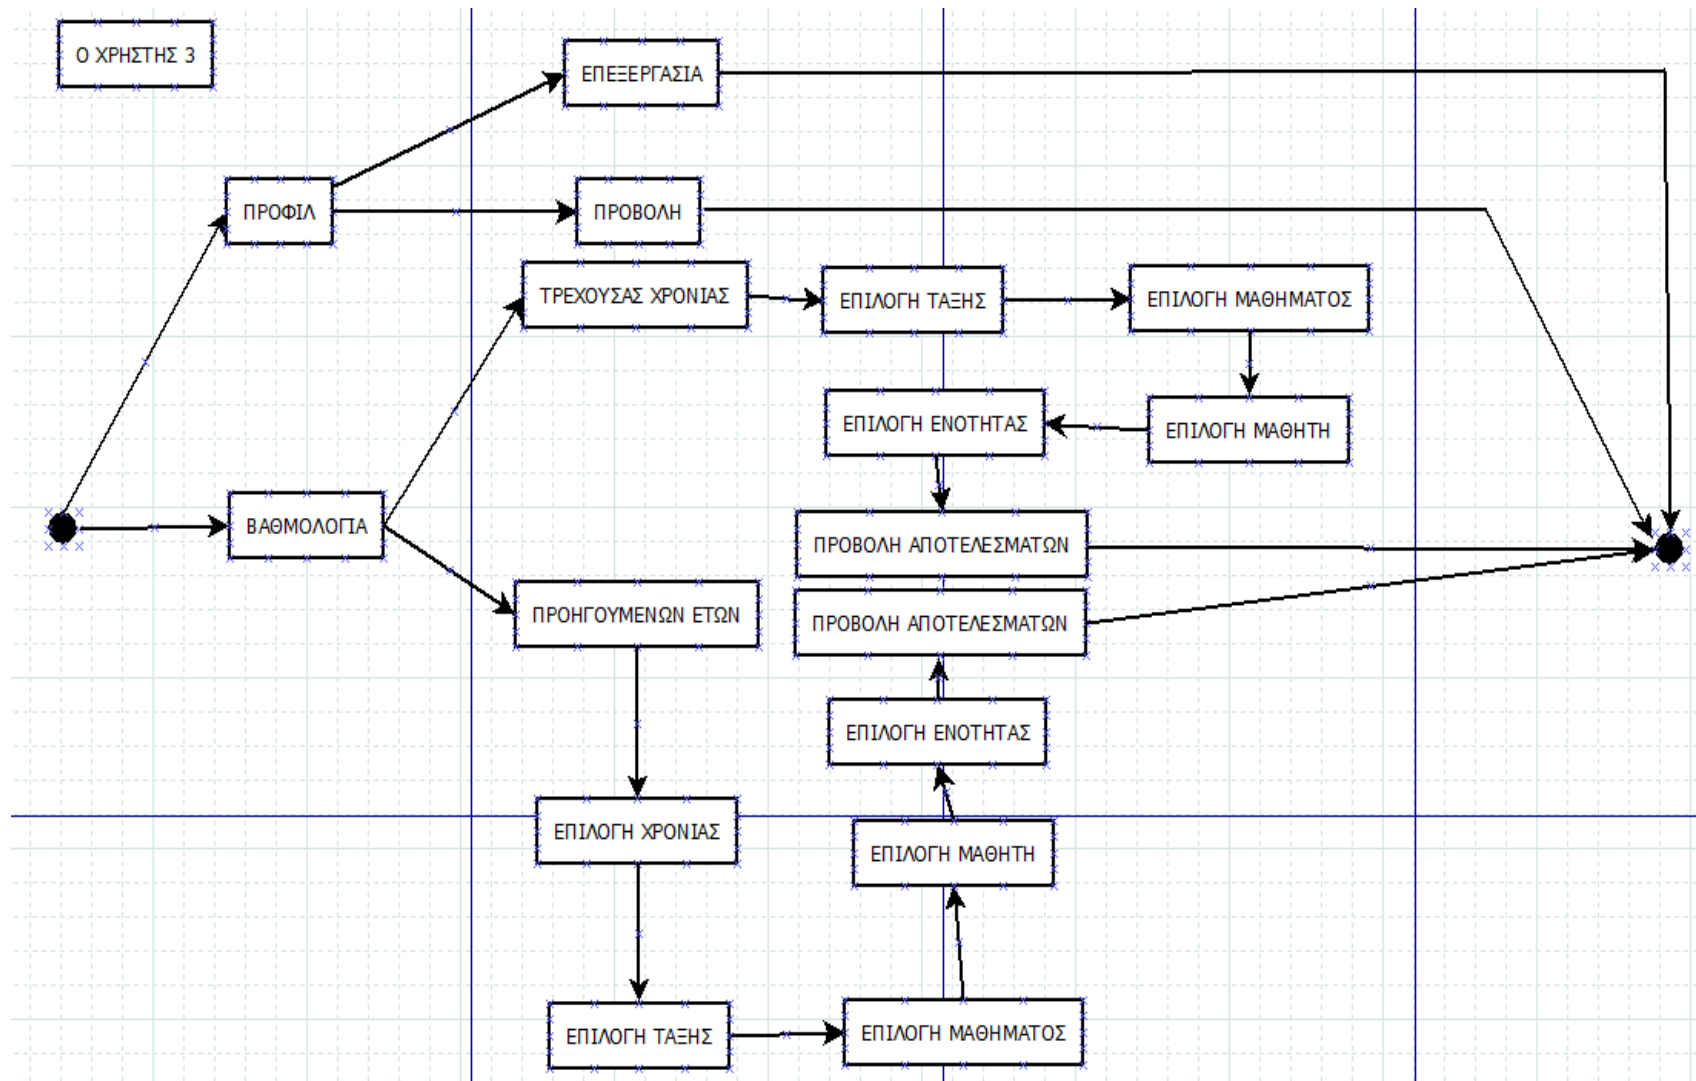 Ο ΧΡΗΣΤΗΣ 3
ΕΠΕΞΕΡΓΑΣΙΑ
ΠΡΟΦΙΛ
ΠΡΟΒΟΛΗ
ΤΡΕΧΟΥΣΑΣ ΧΡΟΝΙΑΣ
ΕΠΙΛΟΓΗ ΤΑΞΗΣ
ΕΠΙΛΟΓΗ ΜΑΘΗΜΑΤΟΣ
ΕΠΙΛΟΓΗ ΕΝΟΤΗΤΑΣ
ΕΠΙΛΟΓΗ ΜΑΘΗΤΗ
ΒΑΘΜΟΛΟΓΙΑ
ΠΡΟΒΟΛΗ ΑΠΟΤΕΛΕΣΜΑΤΩΝ
ΠΡΟΗΓΟΥΜΕΝΩΝ ΕΤΩΝ
ΠΡΟΒΟΛΗ ΑΠΟΤΕΛΕΣΜΑΤΩΝ
ΕΠΙΛΟΓΗ ΕΝΟΤΗΤΑΣ
ΕΠΙΛΟΓΗ ΧΡΟΝΙΑΣ
ΕΠΙΛΟΓΗ ΜΑΘΗΤΗ
ΕΠΙΛΟΓΗ ΤΑΞΗΣ
ΕΠΙΛΟΓΗ ΜΑΘΗΜΑΤΟΣ